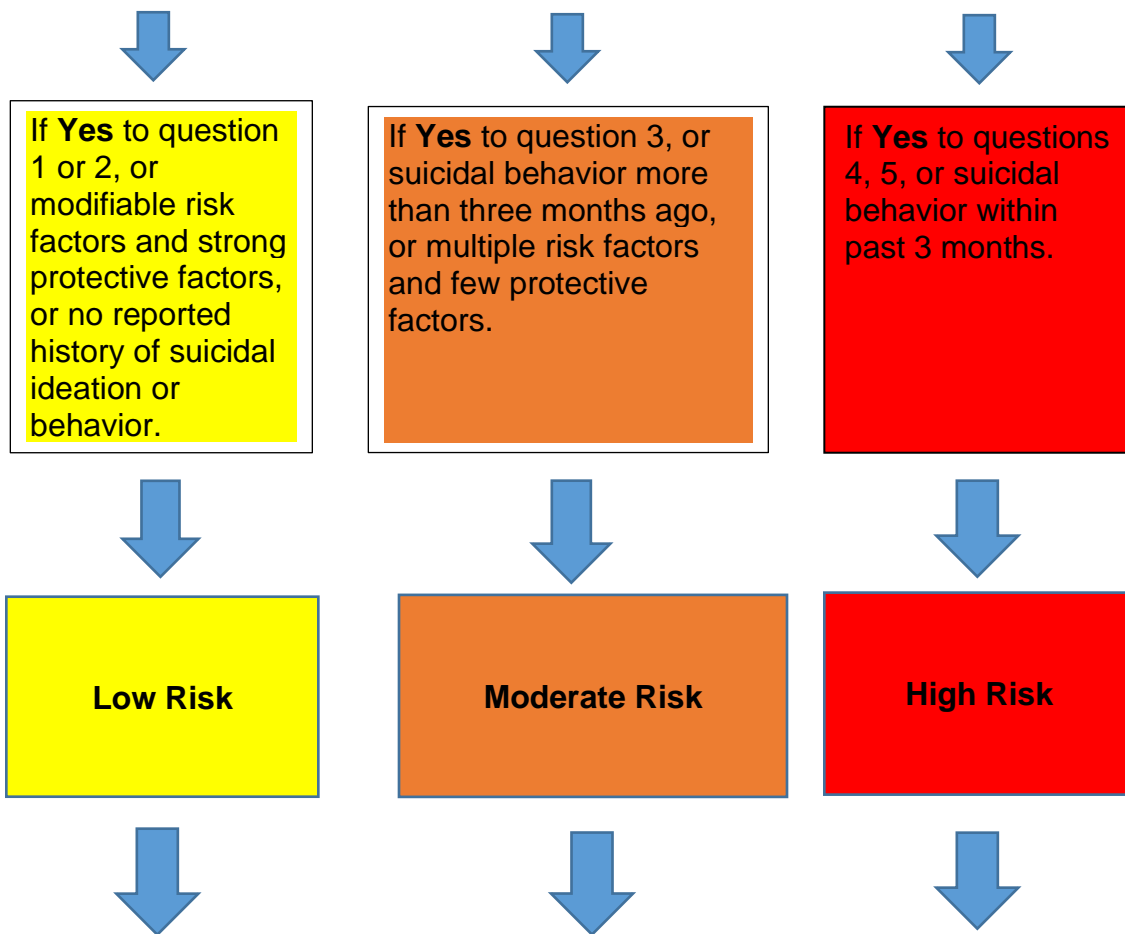 If Yes to question
1 or 2, or
modifiable risk
factors and strong
protective factors,
or no reported
history of suicidal
ideation or
behavior.
If Yes to question 3, or
suicidal behavior more
than three months ago,
or multiple risk factors
and few protective
factors.
If Yes to questions
4, 5, or suicidal
behavior within
past 3 months.
Low Risk
Moderate Risk
High Risk